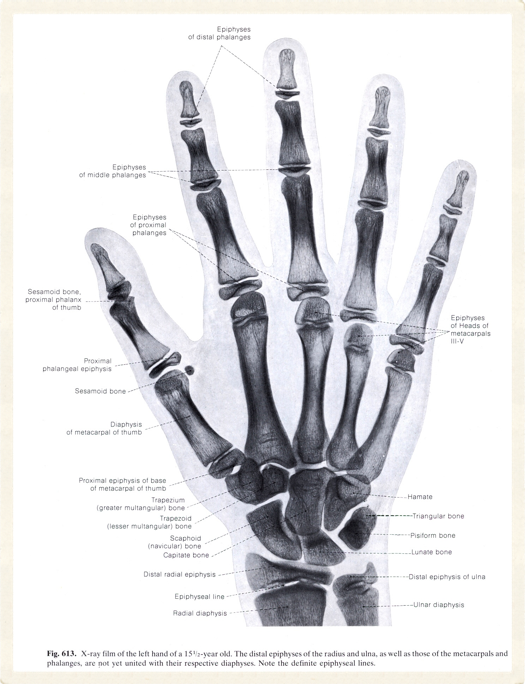 Epiphyses
of distal phalanges
Epiphyses
of middle phalanges
Epiphyses
of proximal
phalanges
Sesamoid bone,
proximal phalanx
of thumb
Epiphyses
of Heads of
metacarpals
III-V
Proximal
phalangeal epiphysis
Sesamoid bone
Diaphysis
of metacarpal of thumb
Proximal epiphysis of base
of metacarpal of thumb
Trapezium
(greater multangular) bone
Trapezoid
(lesser multangular) bone
Scaphoid
(navicular) bone
Capitate bone
Distal radial epiphysis
Epiphyseal line
Radial diaphysis
Hamate
Triangular bone
Pisiform bone
Lunate bone
Distal epiphysis of ulna
Ulnar diaphysis
Fig. 613. X-ray film of the left hand of a 15³/₂-year old. The distal epiphyses of the radius and ulna, as well as those of the metacarpals and
phalanges, are not yet united with their respective diaphyses. Note the definite epiphyseal lines.